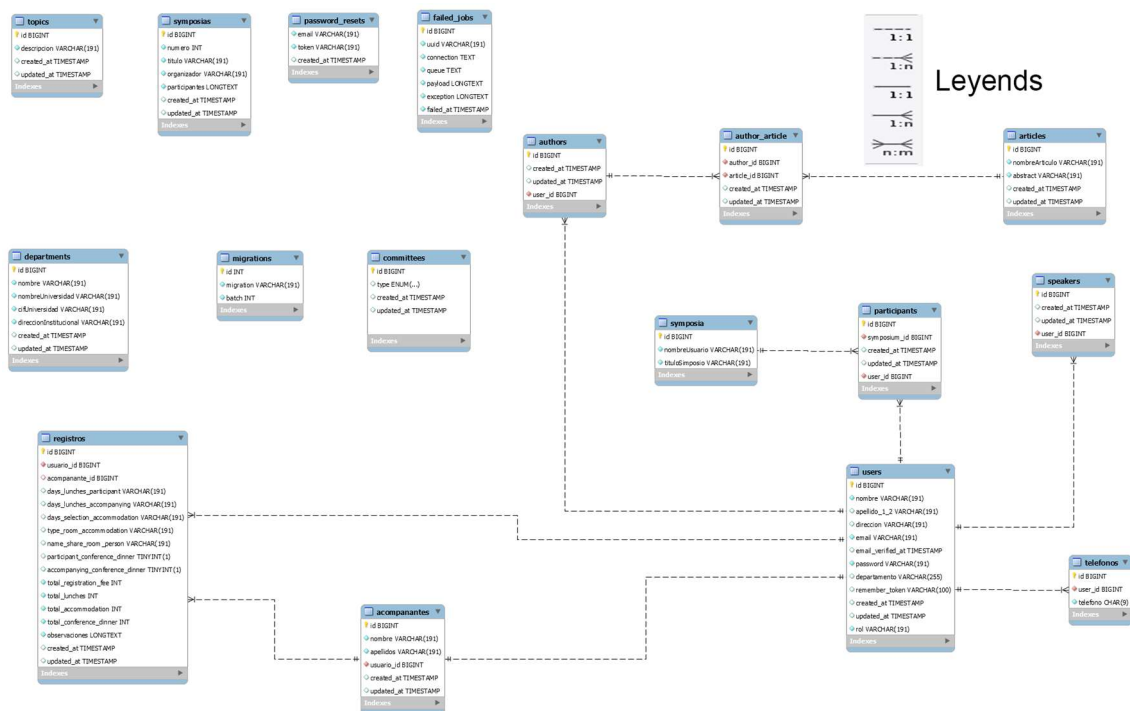 topics
id BIGINT
descripcion VARCHAR(191)
created_at TIMESTAMP
updated_at TIMESTAMP
Indexes
symposias
id BIGINT
numero INT
titulo VARCHAR(191)
organizador VARCHAR(191)
participantes LONGTEXT
created_at TIMESTAMP
updated_at TIMESTAMP
Indexes
password_resets
email VARCHAR(191)
token VARCHAR(191)
created_at TIMESTAMP
Indexes
failed_jobs
id BIGINT
uuid VARCHAR(191)
connection TEXT
queue TEXT
payload LONGTEXT
exception LONGTEXT
failed_at TIMESTAMP
Indexes
1:1
1:n
1:1
1:n
n:m
Leyends
authors
id BIGINT
created_at TIMESTAMP
updated_at TIMESTAMP
user_id BIGINT
Indexes
author_article
id BIGINT
author_id BIGINT
article_id BIGINT
created_at TIMESTAMP
updated_at TIMESTAMP
Indexes
articles
id BIGINT
nombreArticulo VARCHAR(191)
abstract VARCHAR(191)
created_at TIMESTAMP
updated_at TIMESTAMP
Indexes
departments
id BIGINT
nombre VARCHAR(191)
nombreUniversidad VARCHAR(191)
cifUniversidad VARCHAR(191)
direccionInstitucional VARCHAR(191)
created_at TIMESTAMP
updated_at TIMESTAMP
Indexes
migrations
id INT
migration VARCHAR(191)
batch INT
Indexes
committees
id BIGINT
type ENUM(...)
created_at TIMESTAMP
updated_at TIMESTAMP
Indexes
symposia
id BIGINT
nombreUsuario VARCHAR(191)
tituloSimposio VARCHAR(191)
Indexes
participants
id BIGINT
symposium_id BIGINT
created_at TIMESTAMP
updated_at TIMESTAMP
user_id BIGINT
Indexes
speakers
id BIGINT
created_at TIMESTAMP
updated_at TIMESTAMP
user_id BIGINT
Indexes
registros
id BIGINT
usuario_id BIGINT
acompanante_id BIGINT
days_lunches_participant VARCHAR(191)
days_lunches_accompanying VARCHAR(191)
days_selection_accommodation VARCHAR(191)
type_room_accommodation VARCHAR(191)
name_share_room_person VARCHAR(191)
participant_conference_dinner TINYINT(1)
accompanying_conference_dinner TINYINT(1)
total_registration_fee INT
total_lunches INT
total_accommodation INT
total_conference_dinner INT
observaciones LONGTEXT
created_at TIMESTAMP
updated_at TIMESTAMP
Indexes
acompanantes
id BIGINT
nombre VARCHAR(191)
apellidos VARCHAR(191)
usuario_id BIGINT
created_at TIMESTAMP
updated_at TIMESTAMP
Indexes
users
id BIGINT
nombre VARCHAR(191)
apellido_1_2 VARCHAR(191)
direccion VARCHAR(191)
email VARCHAR(191)
email_verified_at TIMESTAMP
password VARCHAR(191)
departamento VARCHAR(255)
remember_token VARCHAR(100)
created_at TIMESTAMP
updated_at TIMESTAMP
rol VARCHAR(191)
Indexes
telefonos
id BIGINT
user_id BIGINT
telefono CHAR(9)
Indexes